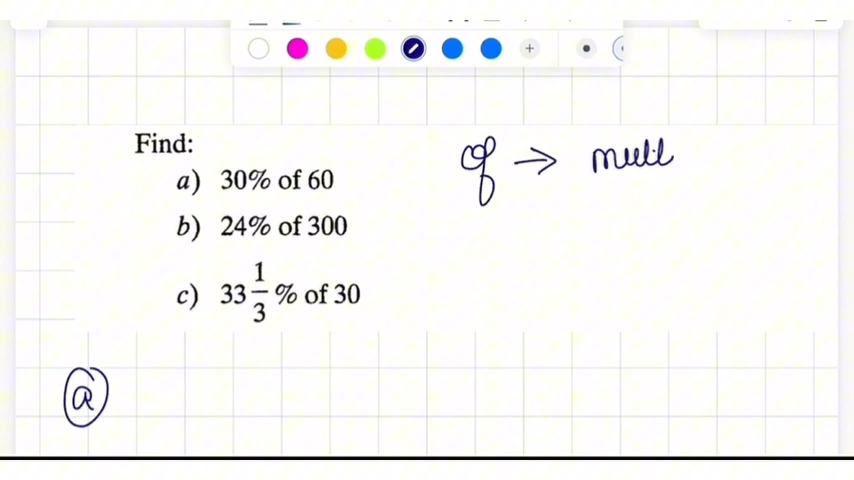 Find:
a) 30% of 60
b) 24% of 300
c) 33 1/3 % of 30
of → mult
a